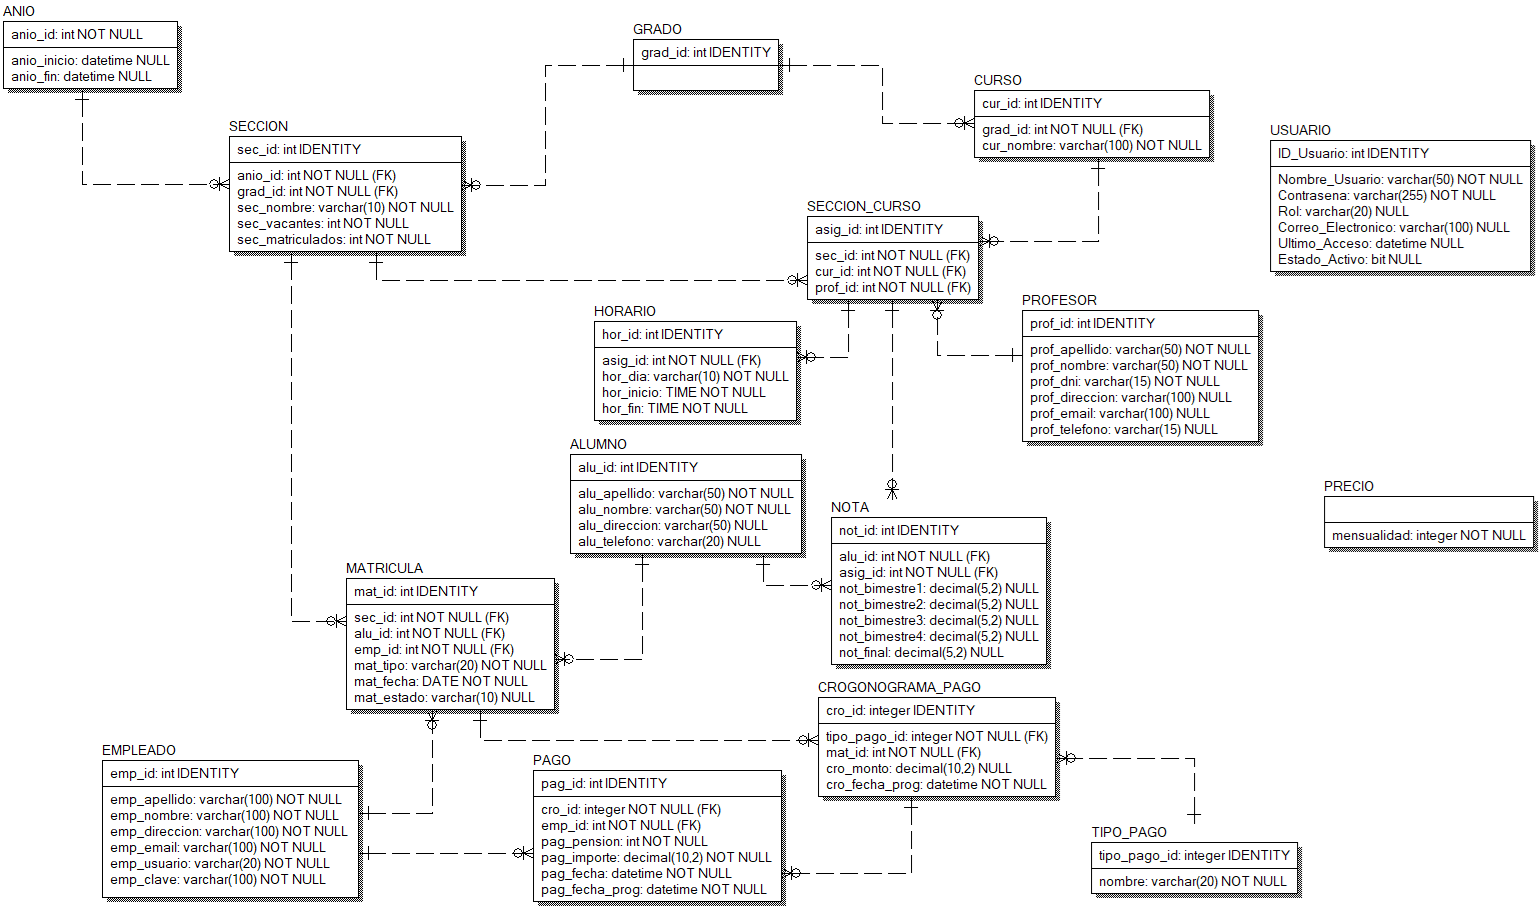 ANIO
anio_id: int NOT NULL
anio_inicio: datetime NULL
anio_fin: datetime NULL
GRADO
grad_id: int IDENTITY
CURSO
cur_id: int IDENTITY
grad_id: int NOT NULL (FK)
cur_nombre: varchar(100) NOT NULL
SECCION
sec_id: int IDENTITY
anio_id: int NOT NULL (FK)
grad_id: int NOT NULL (FK)
sec_nombre: varchar(10) NOT NULL
sec_vacantes: int NOT NULL
sec_matriculados: int NOT NULL
USUARIO
ID_Usuario: int IDENTITY
Nombre_Usuario: varchar(50) NOT NULL
Contrasena: varchar(255) NOT NULL
Rol: varchar(20) NULL
Correo_Electronico: varchar(100) NULL
Ultimo_Acceso: datetime NULL
Estado_Activo: bit NULL
SECCION_CURSO
asig_id: int IDENTITY
sec_id: int NOT NULL (FK)
cur_id: int NOT NULL (FK)
prof_id: int NOT NULL (FK)
HORARIO
hor_id: int IDENTITY
asig_id: int NOT NULL (FK)
hor_dia: varchar(10) NOT NULL
hor_inicio: TIME NOT NULL
hor_fin: TIME NOT NULL
PROFESOR
prof_id: int IDENTITY
prof_apellido: varchar(50) NOT NULL
prof_nombre: varchar(50) NOT NULL
prof_dni: varchar(15) NOT NULL
prof_direccion: varchar(100) NULL
prof_email: varchar(100) NULL
prof_telefono: varchar(15) NULL
ALUMNO
alu_id: int IDENTITY
alu_apellido: varchar(50) NOT NULL
alu_nombre: varchar(50) NOT NULL
alu_direccion: varchar(50) NULL
alu_telefono: varchar(20) NULL
PRECIO
mensualidad: integer NOT NULL
NOTA
not_id: int IDENTITY
alu_id: int NOT NULL (FK)
asig_id: int NOT NULL (FK)
not_bimestre1: decimal(5,2) NULL
not_bimestre2: decimal(5,2) NULL
not_bimestre3: decimal(5,2) NULL
not_bimestre4: decimal(5,2) NULL
not_final: decimal(5,2) NULL
MATRICULA
mat_id: int IDENTITY
sec_id: int NOT NULL (FK)
alu_id: int NOT NULL (FK)
emp_id: int NOT NULL (FK)
mat_tipo: varchar(20) NOT NULL
mat_fecha: DATE NOT NULL
mat_estado: varchar(10) NULL
CROGONOGRAMA_PAGO
cro_id: integer IDENTITY
tipo_pago_id: integer NOT NULL (FK)
mat_id: int NOT NULL (FK)
cro_monto: decimal(10,2) NULL
cro_fecha_prog: datetime NOT NULL
EMPLEADO
emp_id: int IDENTITY
emp_apellido: varchar(100) NOT NULL
emp_nombre: varchar(100) NOT NULL
emp_direccion: varchar(100) NOT NULL
emp_email: varchar(100) NOT NULL
emp_usuario: varchar(20) NOT NULL
emp_clave: varchar(100) NOT NULL
PAGO
pag_id: int IDENTITY
cro_id: integer NOT NULL (FK)
emp_id: int NOT NULL (FK)
pag_pension: int NOT NULL
pag_importe: decimal(10,2) NOT NULL
pag_fecha: datetime NOT NULL
pag_fecha_prog: datetime NOT NULL
TIPO_PAGO
tipo_pago_id: integer IDENTITY
nombre: varchar(20) NOT NULL